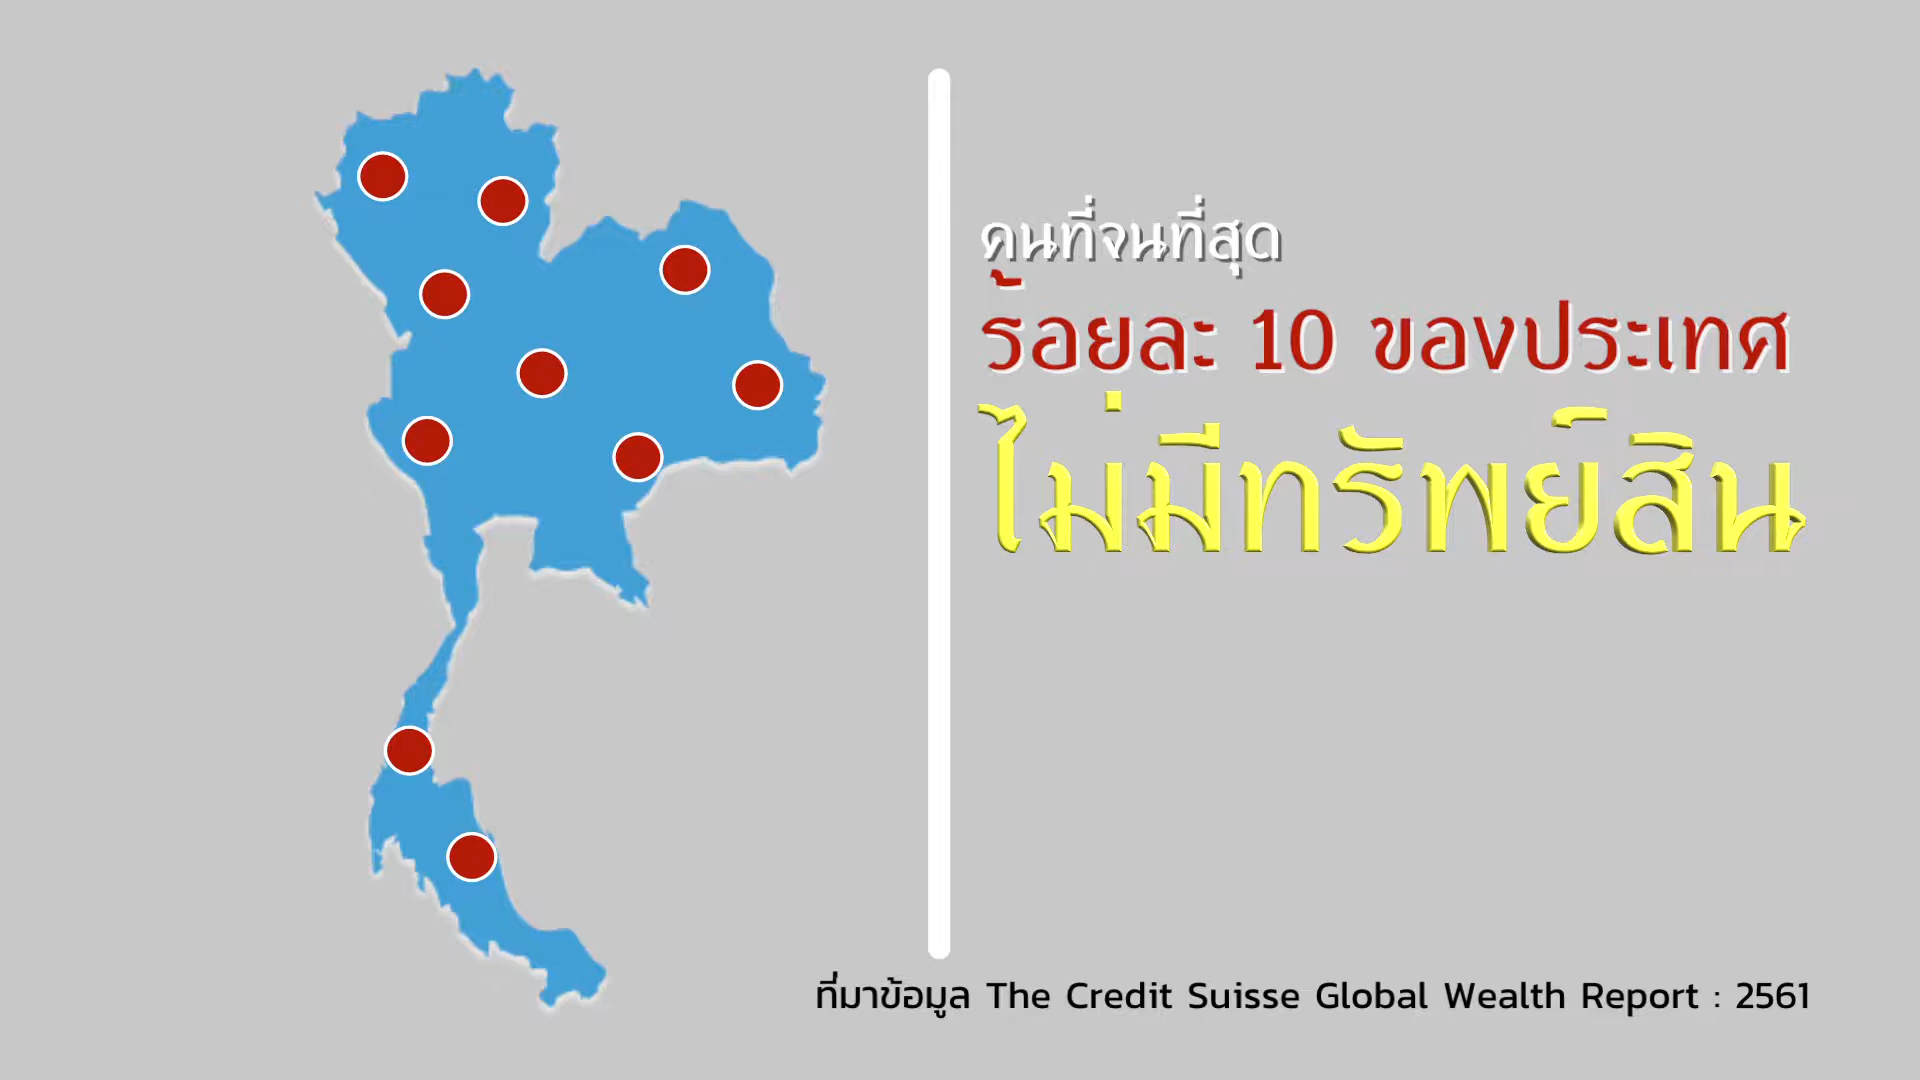 คนที่จนที่สุด
ร้อยละ 10 ของประเทศ
ไม่มีทรัพย์สิน
ที่มาข้อมูล The Credit Suisse Global Wealth Report : 2561